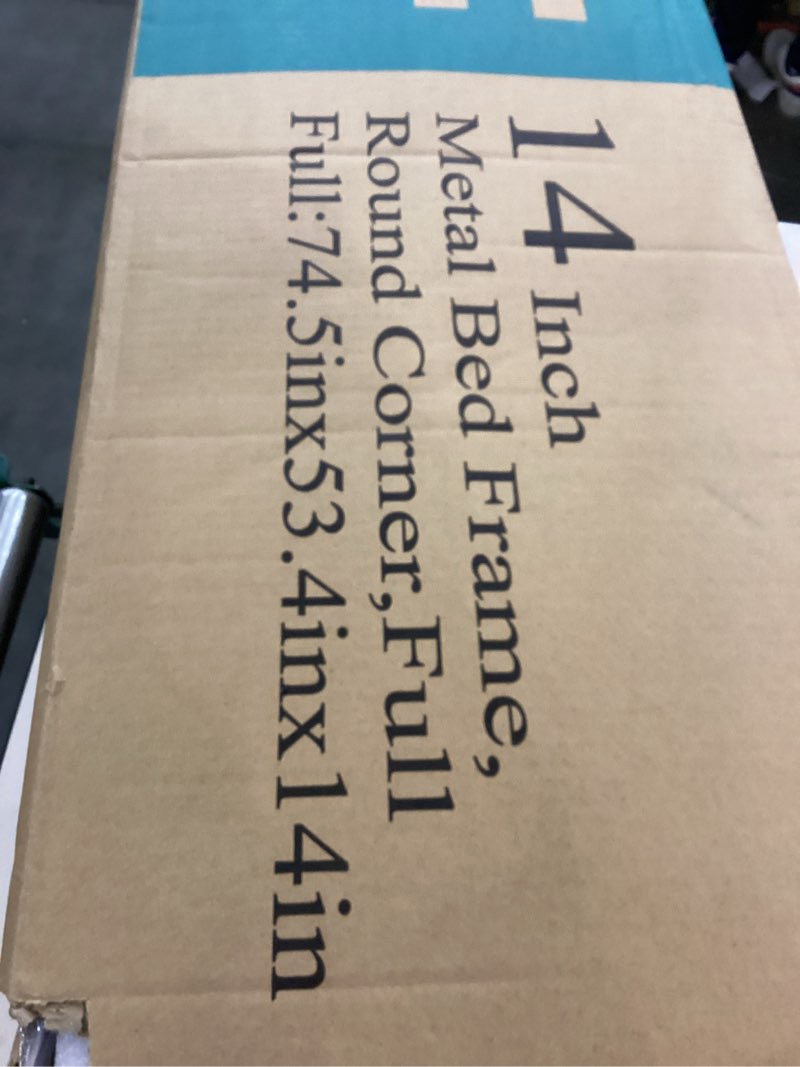 14 Inch
Metal Bed Frame,
Round Corner,Full
Full:74.5inx53.4inx14in